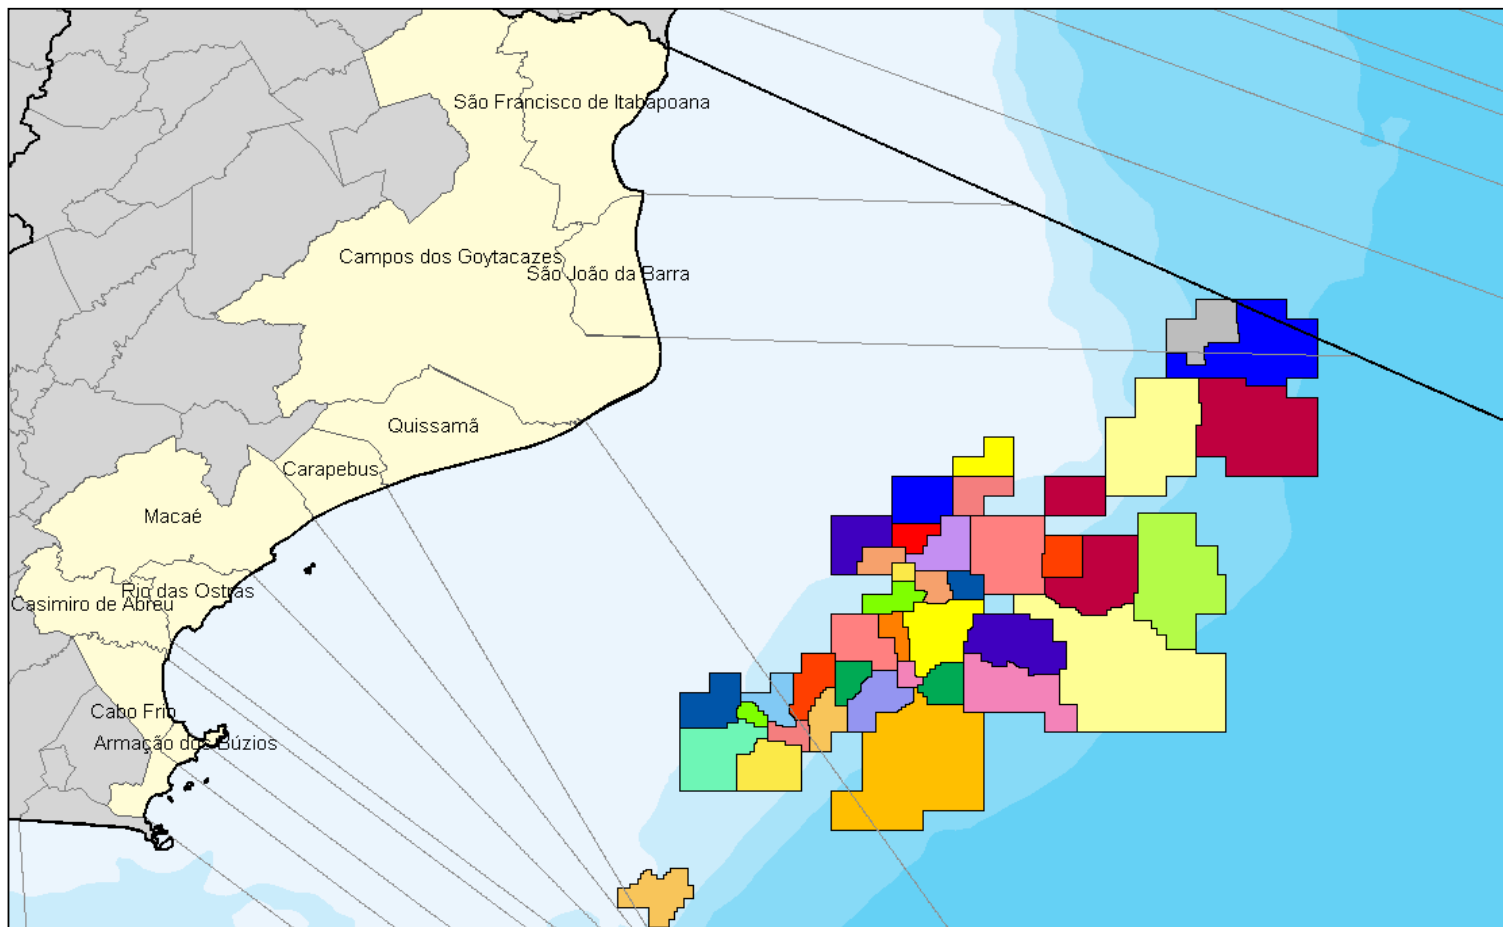 São Francisco de Itabapoana
Campos dos Goytacazes
São João da Barra
Quissamã
Carapebus
Macaé
Rio das Ostras
Casimiro de Abreu
Cabo Frio
Armação dos Búzios